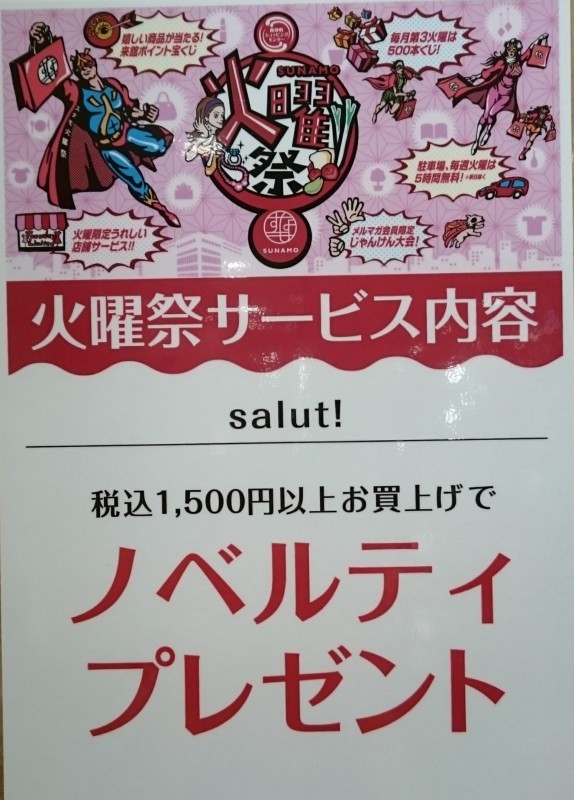 嬉しい商品が当たる!
来館ポイント宝くじ
毎月第3火曜は
500本くじ!
SUNAMO
火曜祭
駐車場、毎週火曜は
5時間無料!
火曜限定うれしい
店舗サービス!!
SUNAMO
メルマガ会員限定
じゃんけん大会!
火曜祭サービス内容
salut!
税込1,500円以上お買上げで
ノベルティ
プレゼント